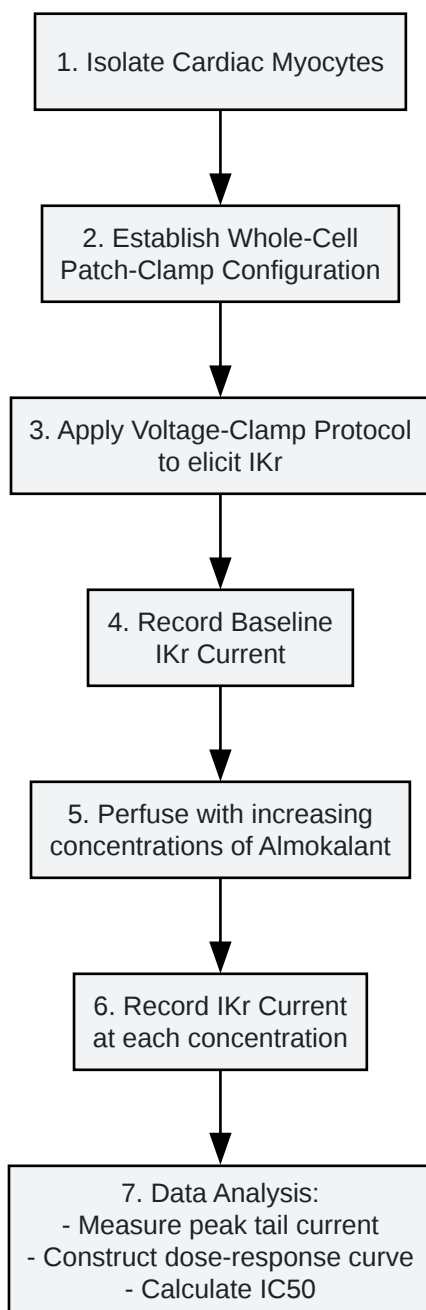 1. Isolate Cardiac Myocytes
2. Establish Whole-Cell
Patch-Clamp Configuration
3. Apply Voltage-Clamp Protocol
to elicit IKr
4. Record Baseline
IKr Current
5. Perfuse with increasing
concentrations of Almokalant
6. Record IKr Current
at each concentration
7. Data Analysis:
- Measure peak tail current
- Construct dose-response curve
- Calculate IC50